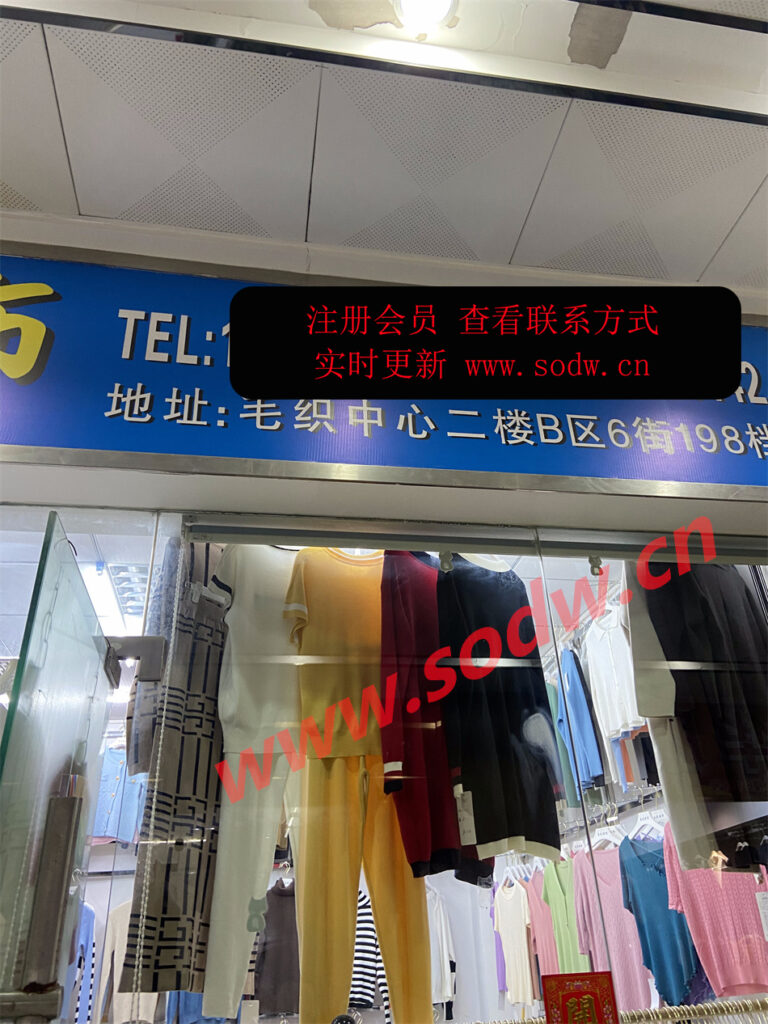 方
TEL:1
注册会员 查看联系方式
实时更新 www.sodw.cn
42
地址:毛织中心二楼B区6街198档
www.sodw.cn